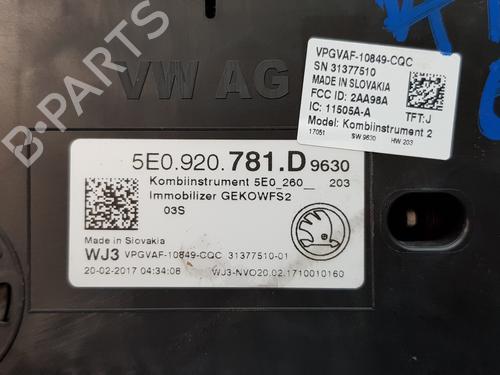 VW AG
VPGVAF-10849-CQC
SN 31377510
MADE IN SLOVAKIA
FCC ID: 2AA98A
IC: 11505A-A
TFT:J
Model: Kombiinstrument 2
17051 SW 9630 HW 203
5E0.920.781.D 9630
Kombiinstrument 5E0_260__ 203
Immobilizer GEKOWFS2
03S
Made in Slovakia
WJ3 VPGVAF-10849-CQC 31377510-01
20-02-2017 04:34:08 WJ3-NVO20.02.1710010160
B-PARTS